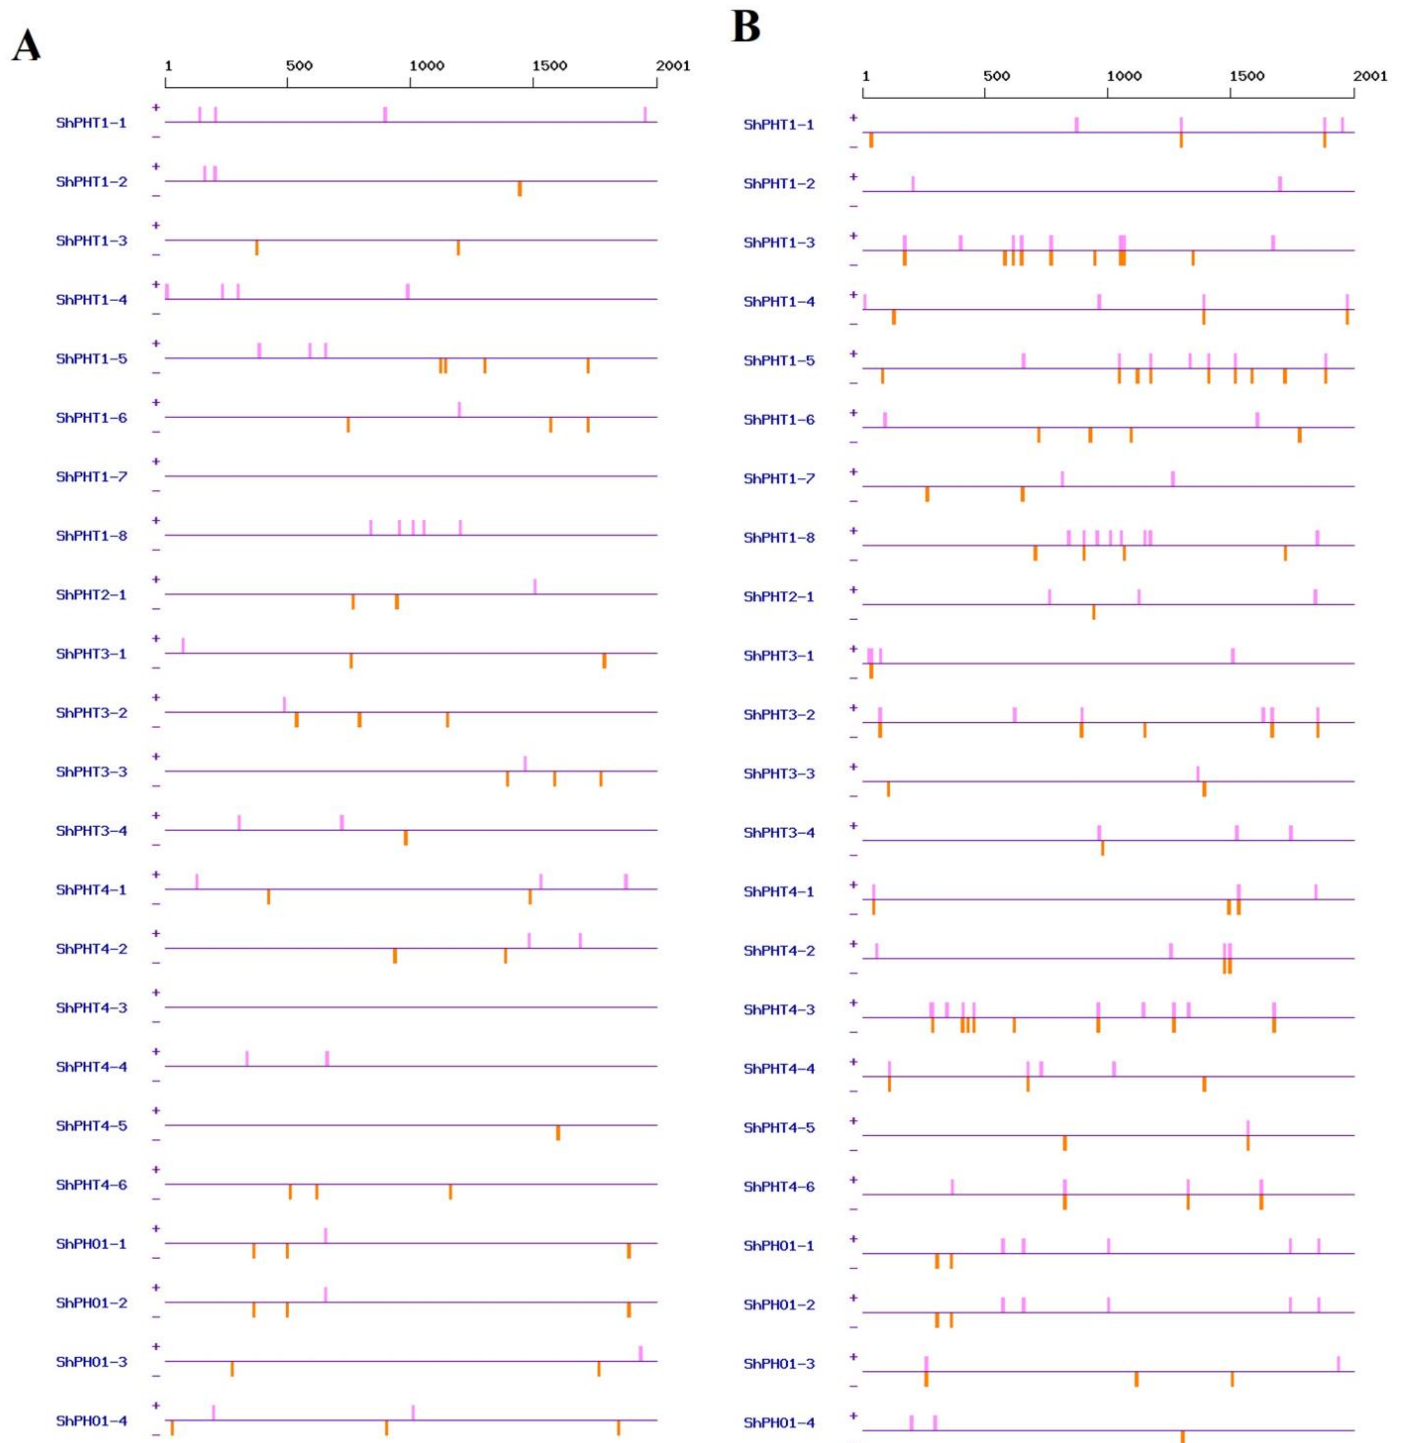 A
1 500 1000 1500 2001
ShPHT1-1 + −
ShPHT1-2 + −
ShPHT1-3 + −
ShPHT1-4 + −
ShPHT1-5 + −
ShPHT1-6 + −
ShPHT1-7 + −
ShPHT1-8 + −
ShPHT2-1 + −
ShPHT3-1 + −
ShPHT3-2 + −
ShPHT3-3 + −
ShPHT3-4 + −
ShPHT4-1 + −
ShPHT4-2 + −
ShPHT4-3 + −
ShPHT4-4 + −
ShPHT4-5 + −
ShPHT4-6 + −
ShPHO1-1 + −
ShPHO1-2 + −
ShPHO1-3 + −
ShPHO1-4 + −
B
1 500 1000 1500 2001
ShPHT1-1 + −
ShPHT1-2 + −
ShPHT1-3 + −
ShPHT1-4 + −
ShPHT1-5 + −
ShPHT1-6 + −
ShPHT1-7 + −
ShPHT1-8 + −
ShPHT2-1 + −
ShPHT3-1 + −
ShPHT3-2 + −
ShPHT3-3 + −
ShPHT3-4 + −
ShPHT4-1 + −
ShPHT4-2 + −
ShPHT4-3 + −
ShPHT4-4 + −
ShPHT4-5 + −
ShPHT4-6 + −
ShPHO1-1 + −
ShPHO1-2 + −
ShPHO1-3 + −
ShPHO1-4 +